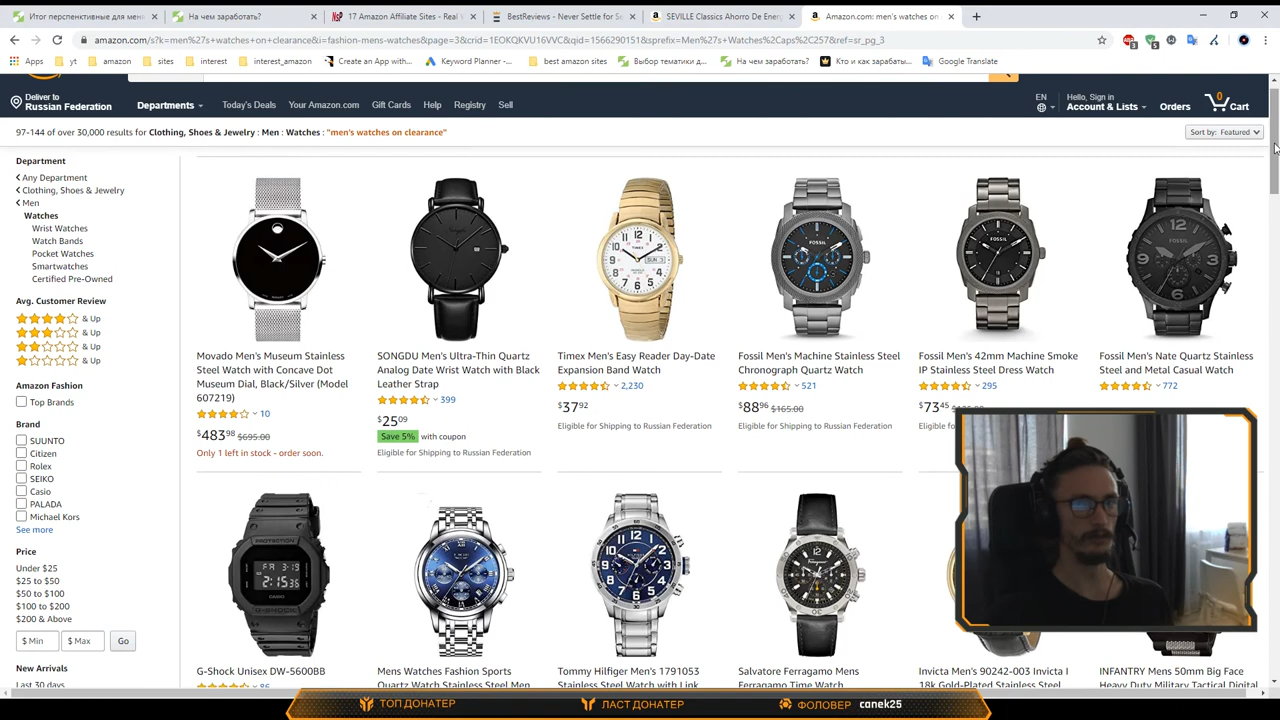 Итог перспективные для мен
На чем заработать?
17 Amazon Affiliate Sites - Real
BestReviews - Never Settle for Se
SEVILLE Classics Ahorro De Energ
Amazon.com: men's watches on
amazon.com/s?k=men%27s+watches+on+clearance&i=fashion-mens-watches&page=3&crid=1EOKQKVU16VVC&qid=1566290151&sprefix=Men%27s+Watches%2Caps%2C257&ref=sr_pg_3
Apps
yt
amazon
sites
interest
interest_amazon
Create an App with...
Keyword Planner -...
best amazon sites
Выбор тематики д...
На чем заработать...
Кто и как зарабаты...
Google Translate
Deliver to
Russian Federation
Departments
Today's Deals
Your Amazon.com
Gift Cards
Help
Registry
Sell
EN
Hello, Sign in
Account & Lists
Orders
0
Cart
97-144 of over 30,000 results for Clothing, Shoes & Jewelry : Men : Watches : "men's watches on clearance"
Sort by: Featured
Department
Any Department
Clothing, Shoes & Jewelry
Men
Watches
Wrist Watches
Watch Bands
Pocket Watches
Smartwatches
Certified Pre-Owned
Avg. Customer Review
& Up
& Up
& Up
& Up
Amazon Fashion
Top Brands
Brand
SUUNTO
Citizen
Rolex
SEIKO
Casio
PALADA
Michael Kors
See more
Price
Under $25
$25 to $50
$50 to $100
$100 to $200
$200 & Above
$ Min
$ Max
Go
New Arrivals
Last 30 days
Movado Men's Museum Stainless
Steel Watch with Concave Dot
Museum Dial, Black/Silver (Model
607219)
10
$483 98 $695.00
Only 1 left in stock - order soon.
SONGDU Men's Ultra-Thin Quartz
Analog Date Wrist Watch with Black
Leather Strap
399
$25 09
Save 5% with coupon
Eligible for Shipping to Russian Federation
Timex Men's Easy Reader Day-Date
Expansion Band Watch
2,230
$37 92
Eligible for Shipping to Russian Federation
Fossil Men's Machine Stainless Steel
Chronograph Quartz Watch
521
$88 96 $165.00
Eligible for Shipping to Russian Federation
Fossil Men's 42mm Machine Smoke
IP Stainless Steel Dress Watch
295
$73 45
Eligible fo
Fossil Men's Nate Quartz Stainless
Steel and Metal Casual Watch
772
G-Shock Unisex DW-5600BB
86
Mens Watches Fashion Sports
Quartz Watch Stainless Steel Men
Tommy Hilfiger Men's 1791053
Stainless Steel Watch with Link
Salvatore Ferragamo Mens
Ferragamo Time Watch
Invicta Men's 90242-003 Invicta I
18k Gold-Plated Stainless Steel
INFANTRY Mens 50mm Big Face
Heavy Duty Military Tactical Digital
ТОП ДОНАТЕР
ЛАСТ ДОНАТЕР
ФОЛОВЕР canek25